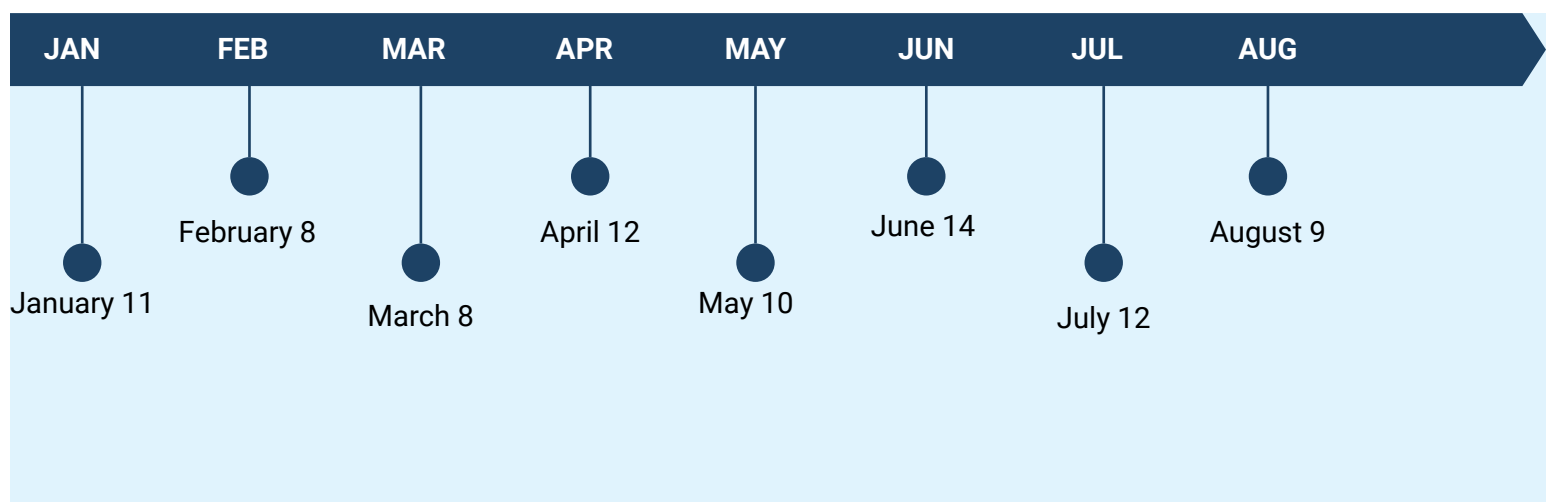 JAN FEB MAR APR MAY JUN JUL AUG
January 11
February 8
March 8
April 12
May 10
June 14
July 12
August 9